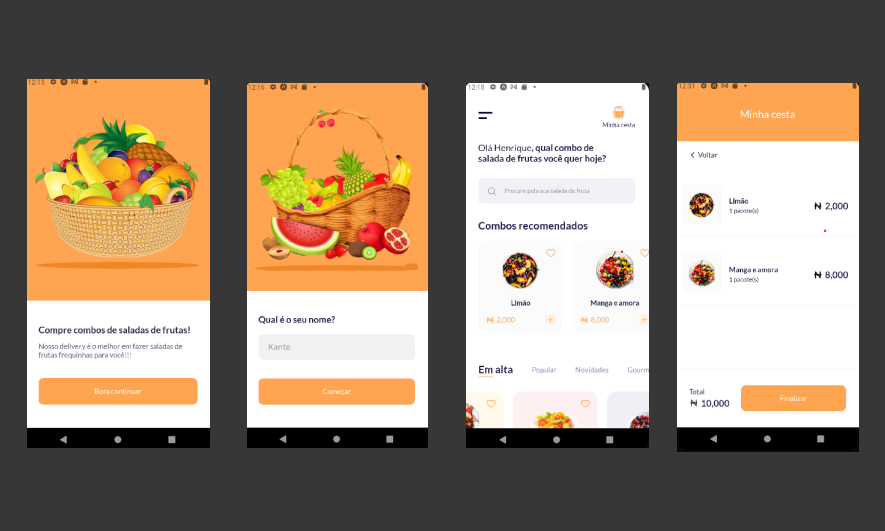 12:15
Compre combos de saladas de frutas!
Nosso delivery é o melhor em fazer saladas de
frutas frequinhas para você!!!
Bora continuar
12:16
Qual é o seu nome?
Kante
Começar
12:18
Minha cesta
Olá Henrique, qual combo de
salada de frutas você quer hoje?
Procure pela sua salada de fruta
Combos recomendados
Limão
₦ 2,000
Manga e amora
₦ 8,000
Em alta Popular Novidades Gourm
12:31
Minha cesta
Voltar
Limão
1 pacote(s)
₦ 2,000
Manga e amora
1 pacote(s)
₦ 8,000
Total
₦ 10,000
Finalizar